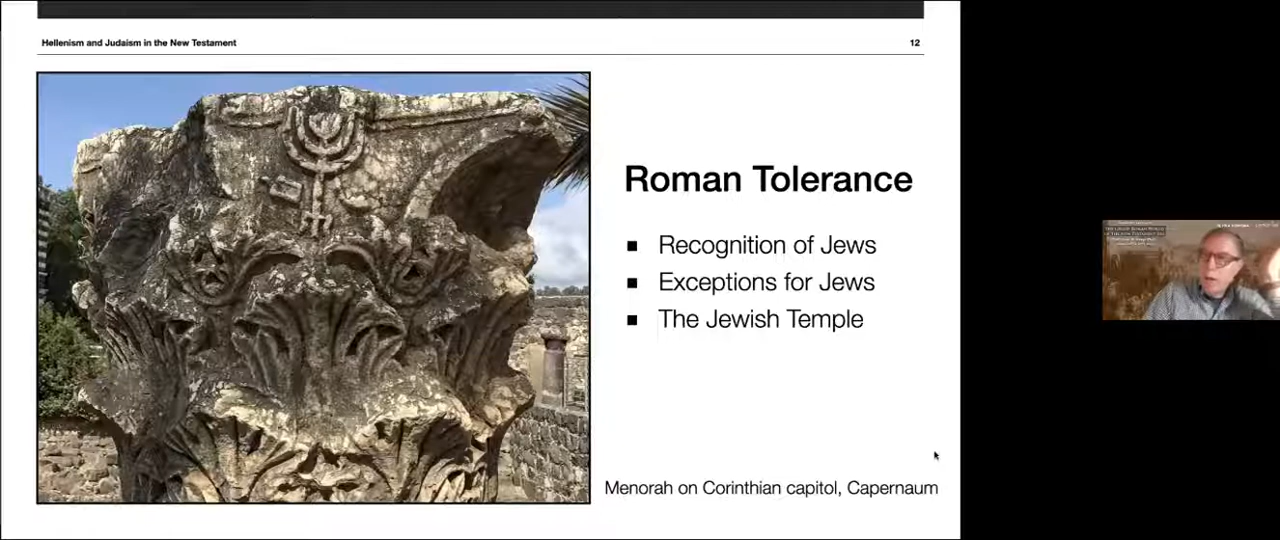 Hellenism and Judaism in the New Testament
12
Roman Tolerance
Recognition of Jews
Exceptions for Jews
The Jewish Temple
Menorah on Corinthian capitol, Capernaum